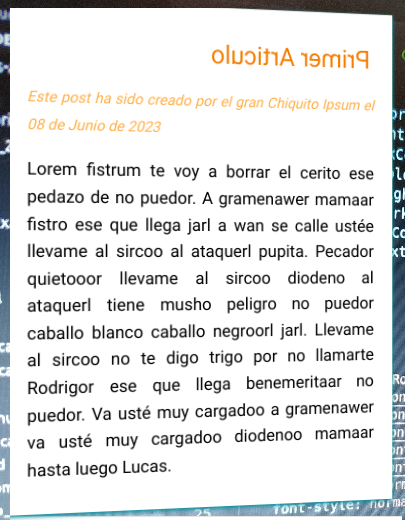 Primer Articulo
Este post ha sido creado por el gran Chiquito Ipsum el
08 de Junio de 2023
Lorem fistrum te voy a borrar el cerito ese
pedazo de no puedor. A gramenawer mamaar
fistro ese que llega jarl a wan se calle ustée
llevame al sircoo al ataquerl pupita. Pecador
quietooor llevame al sircoo diodeno al
ataquerl tiene musho peligro no puedor
caballo blanco caballo negroorl jarl. Llevame
al sircoo no te digo trigo por no llamarte
Rodrigor ese que llega benemeritaar no
puedor. Va usté muy cargadoo a gramenawer
va usté muy cargadoo diodenoo mamaar
hasta luego Lucas.
25
font-style: norma